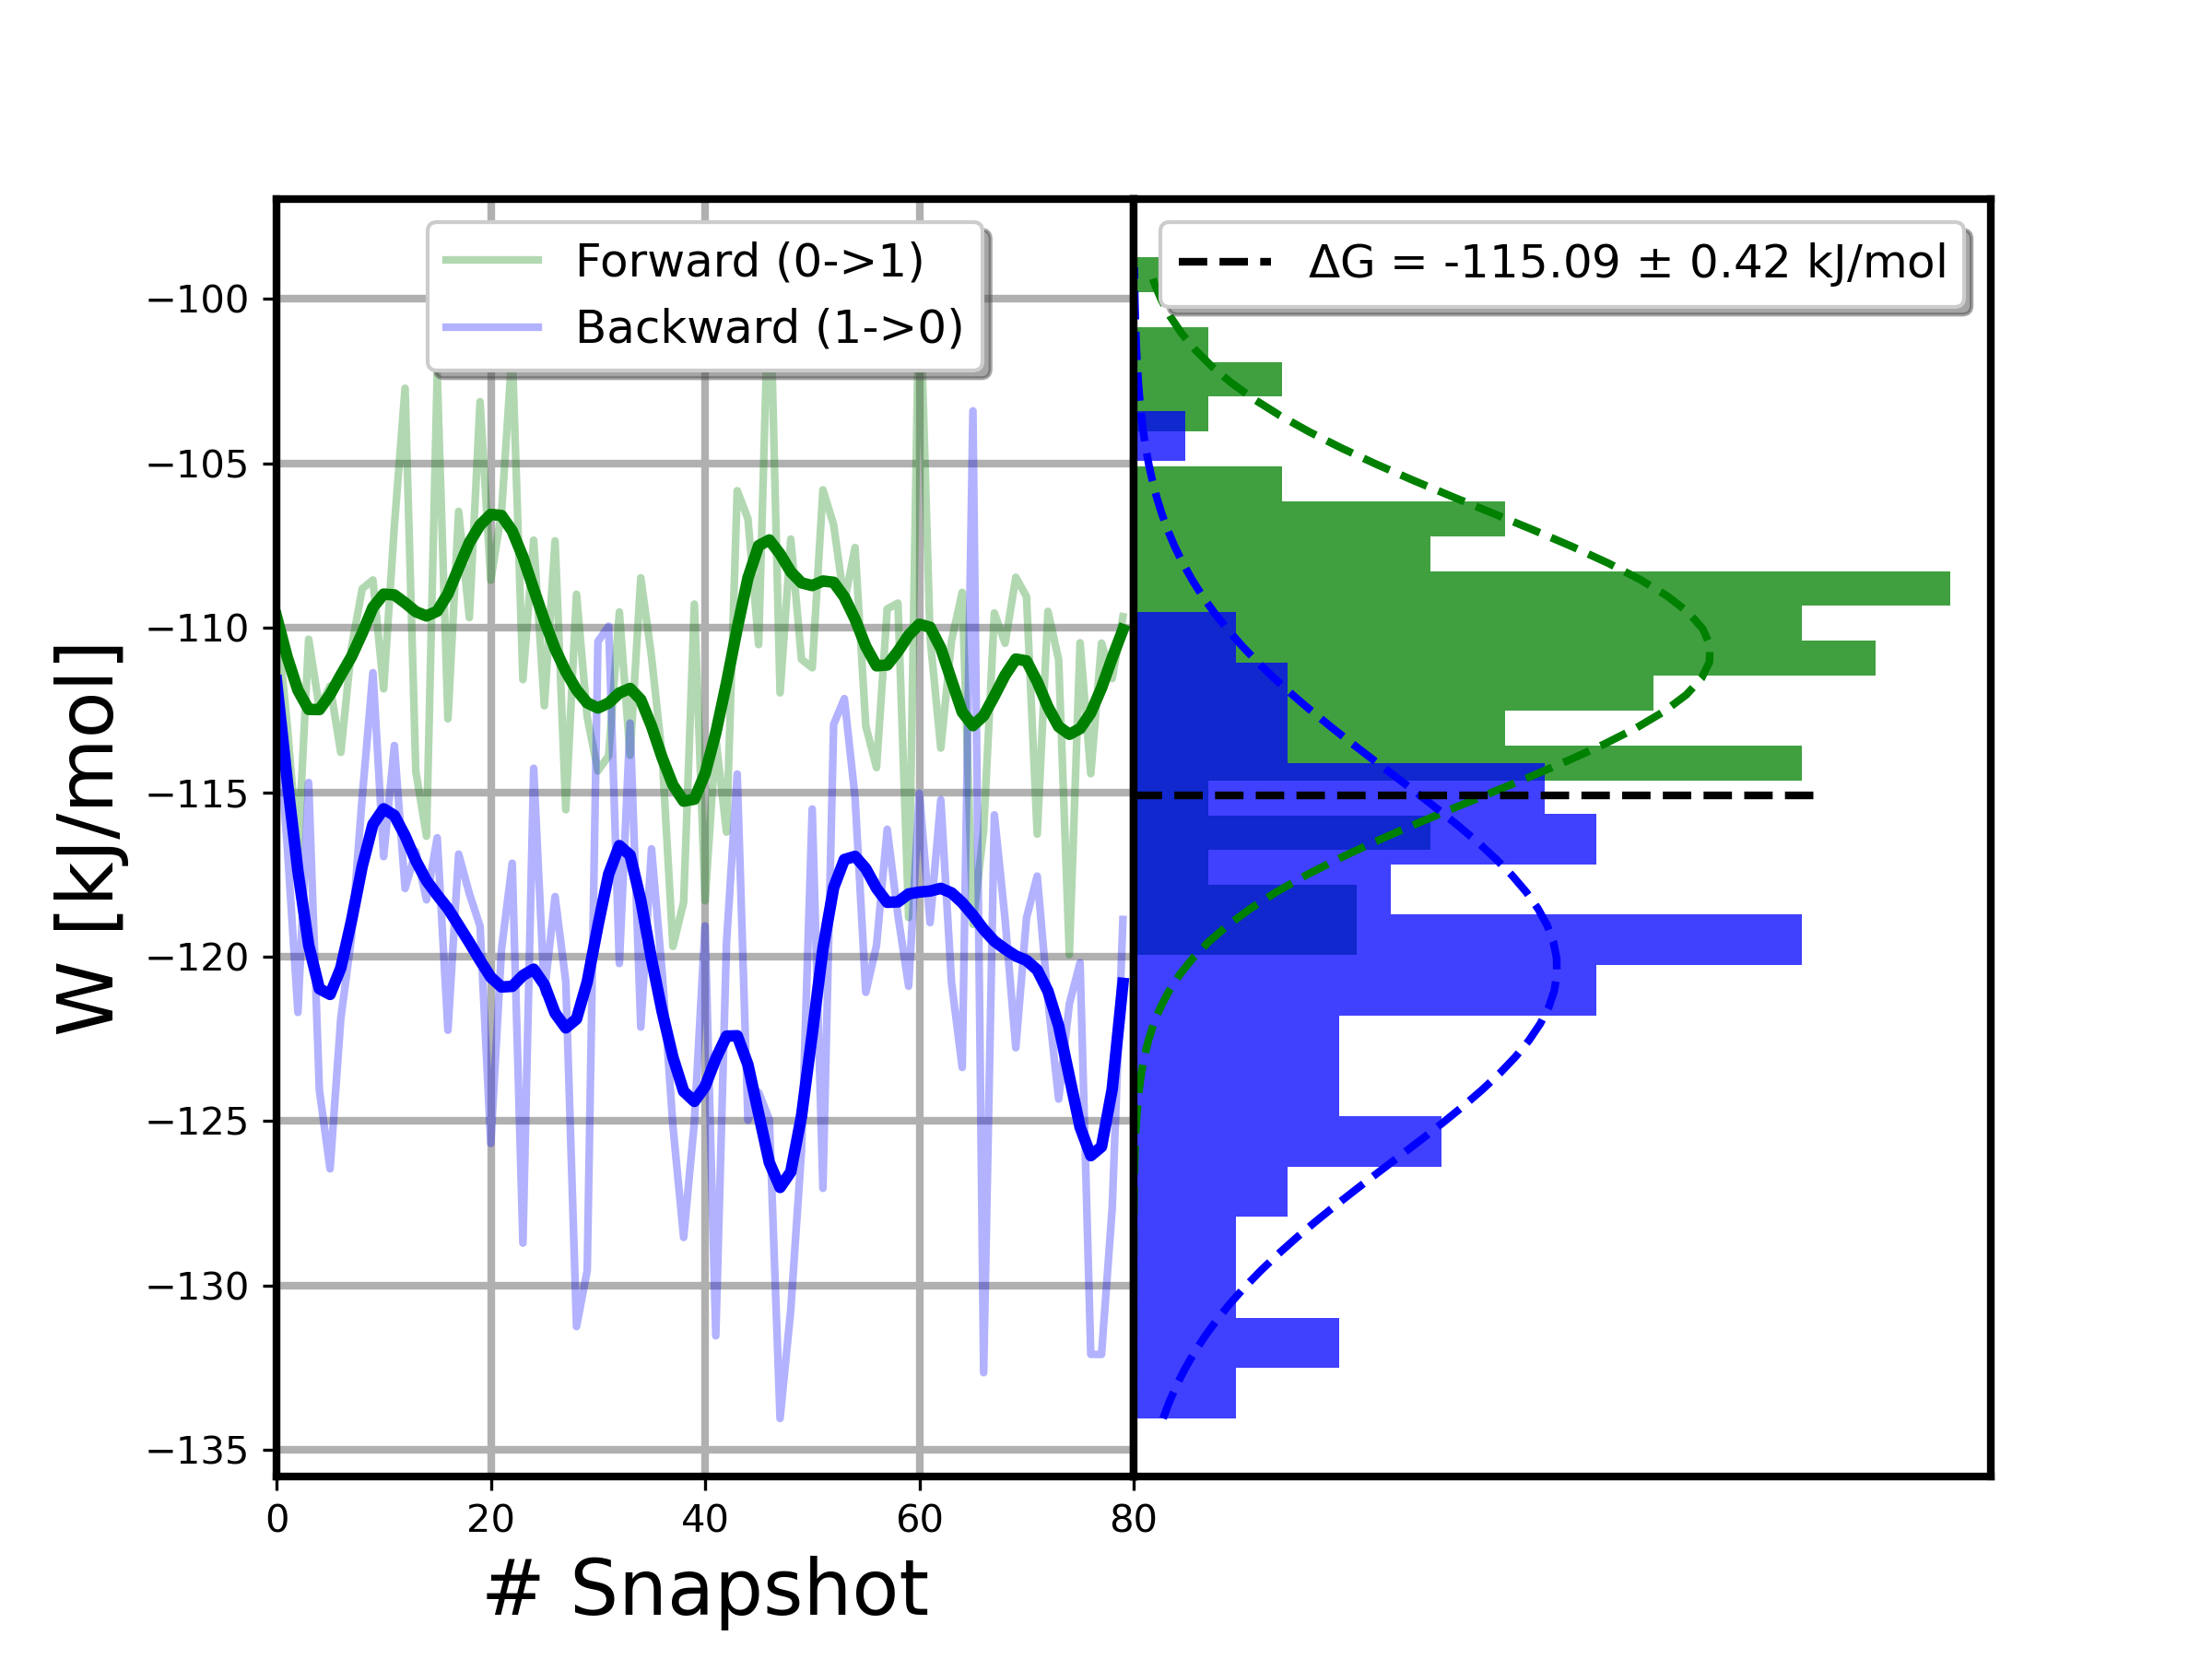 Forward (0->1)
Backward (1->0)
ΔG = -115.09 ± 0.42 kJ/mol
W [kJ/mol]
−100
−105
−110
−115
−120
−125
−130
−135
0 20 40 60 80
# Snapshot